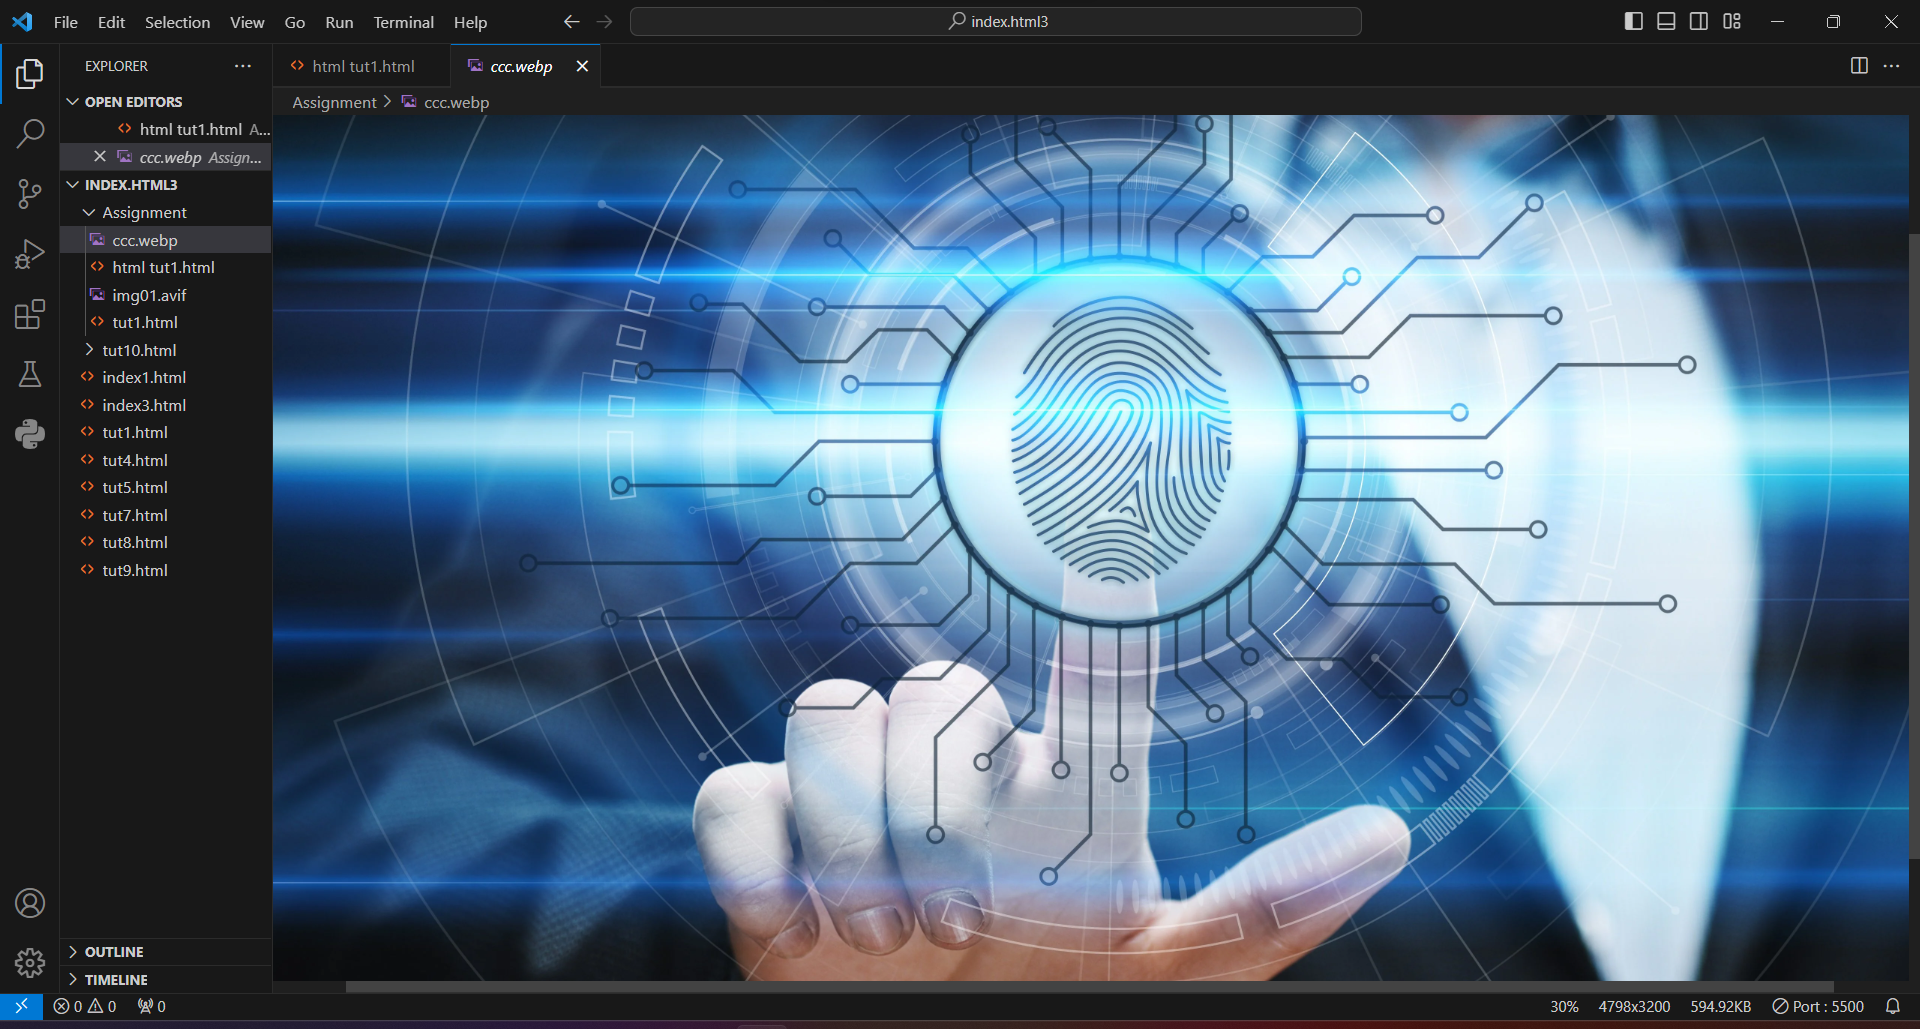 File Edit Selection View Go Run Terminal Help
index.html3
EXPLORER
html tut1.html
ccc.webp
OPEN EDITORS
Assignment > ccc.webp
html tut1.html A...
ccc.webp Assign...
INDEX.HTML3
Assignment
ccc.webp
html tut1.html
img01.avif
tut1.html
tut10.html
index1.html
index3.html
tut1.html
tut4.html
tut5.html
tut7.html
tut8.html
tut9.html
OUTLINE
TIMELINE
0 0 0
30% 4798x3200 594.92KB Port : 5500